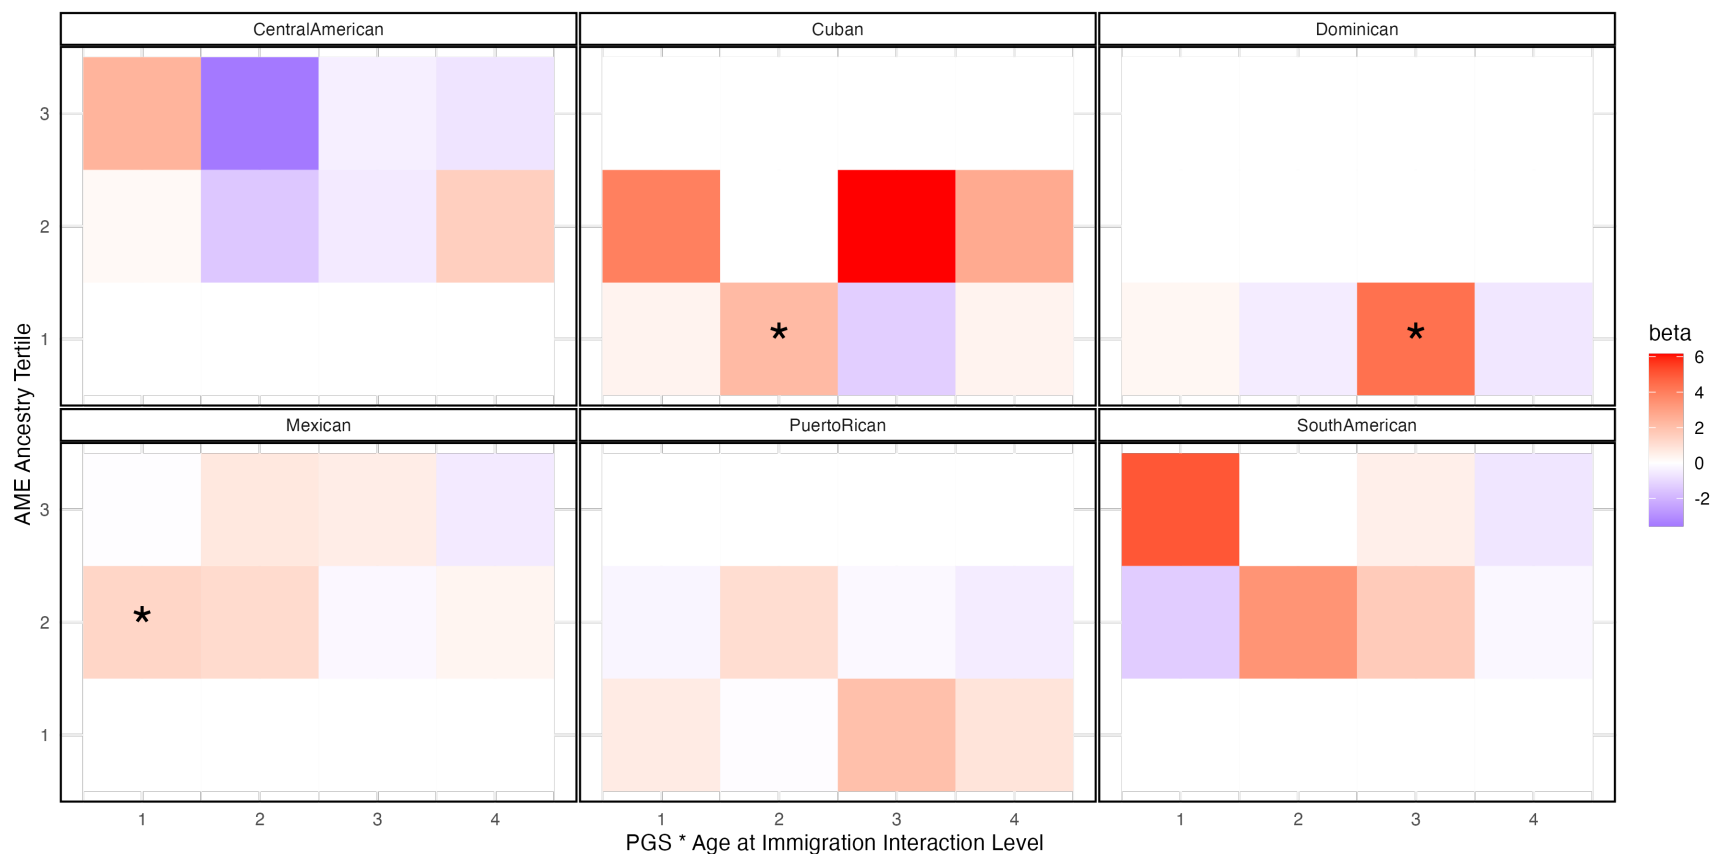 CentralAmerican
Cuban
Dominican
3
2
1
*
*
Mexican
PuertoRican
SouthAmerican
3
2
1
*
1 2 3 4
1 2 3 4
1 2 3 4
AME Ancestry Tertile
PGS * Age at Immigration Interaction Level
beta
6
4
2
0
-2